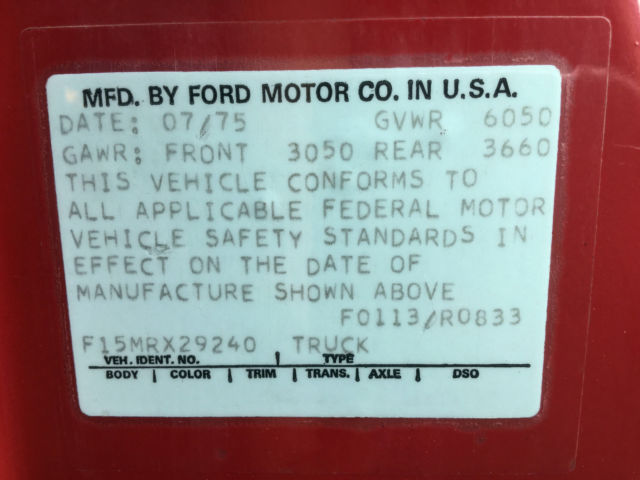 MFD. BY FORD MOTOR CO. IN U.S.A.
DATE: 07/75 GVWR 6050
GAWR: FRONT 3050 REAR 3660
THIS VEHICLE CONFORMS TO
ALL APPLICABLE FEDERAL MOTOR
VEHICLE SAFETY STANDARDS IN
EFFECT ON THE DATE OF
MANUFACTURE SHOWN ABOVE
F0113/R0833
F15MRX29240 TRUCK
VEH. IDENT. NO. | TYPE
BODY | COLOR | TRIM | TRANS. | AXLE | DSO